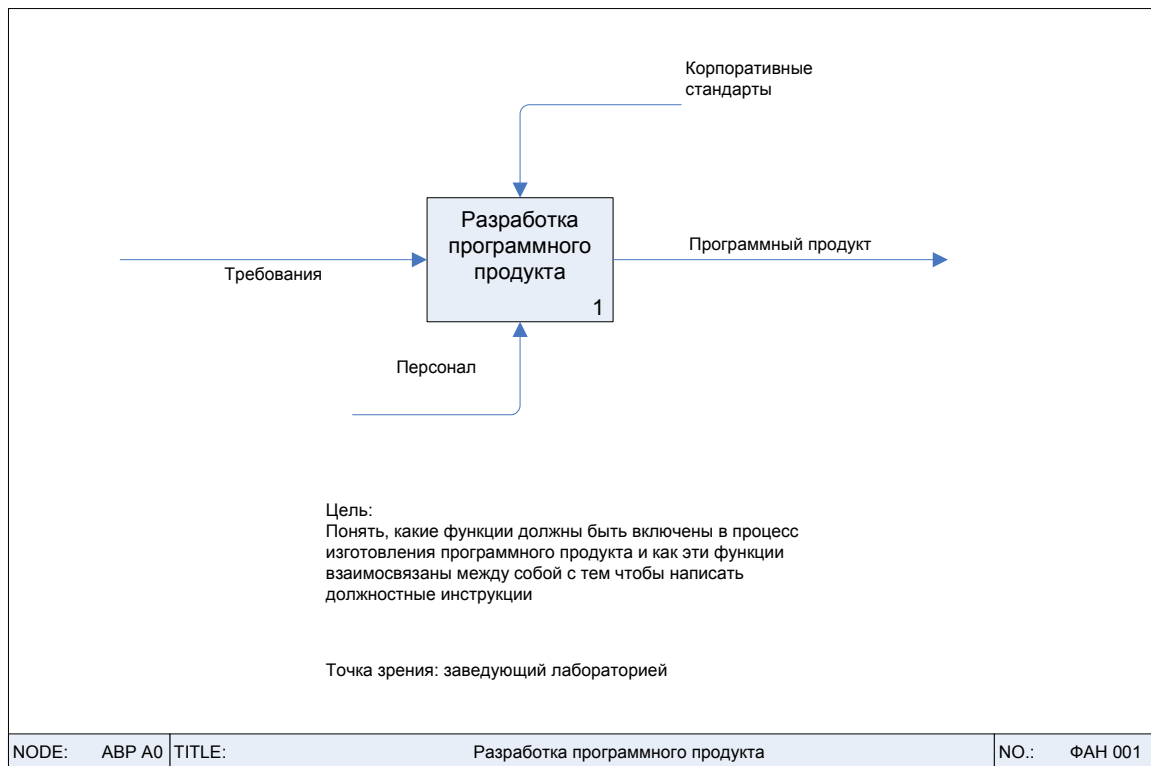 Корпоративные
стандарты
Разработка
программного
продукта
1
Требования
Программный продукт
Персонал
Цель:
Понять, какие функции должны быть включены в процесс
изготовления программного продукта и как эти функции
взаимосвязаны между собой с тем чтобы написать
должностные инструкции
Точка зрения: заведующий лабораторией
NODE: АВР А0 TITLE: Разработка программного продукта NO.: ФАН 001